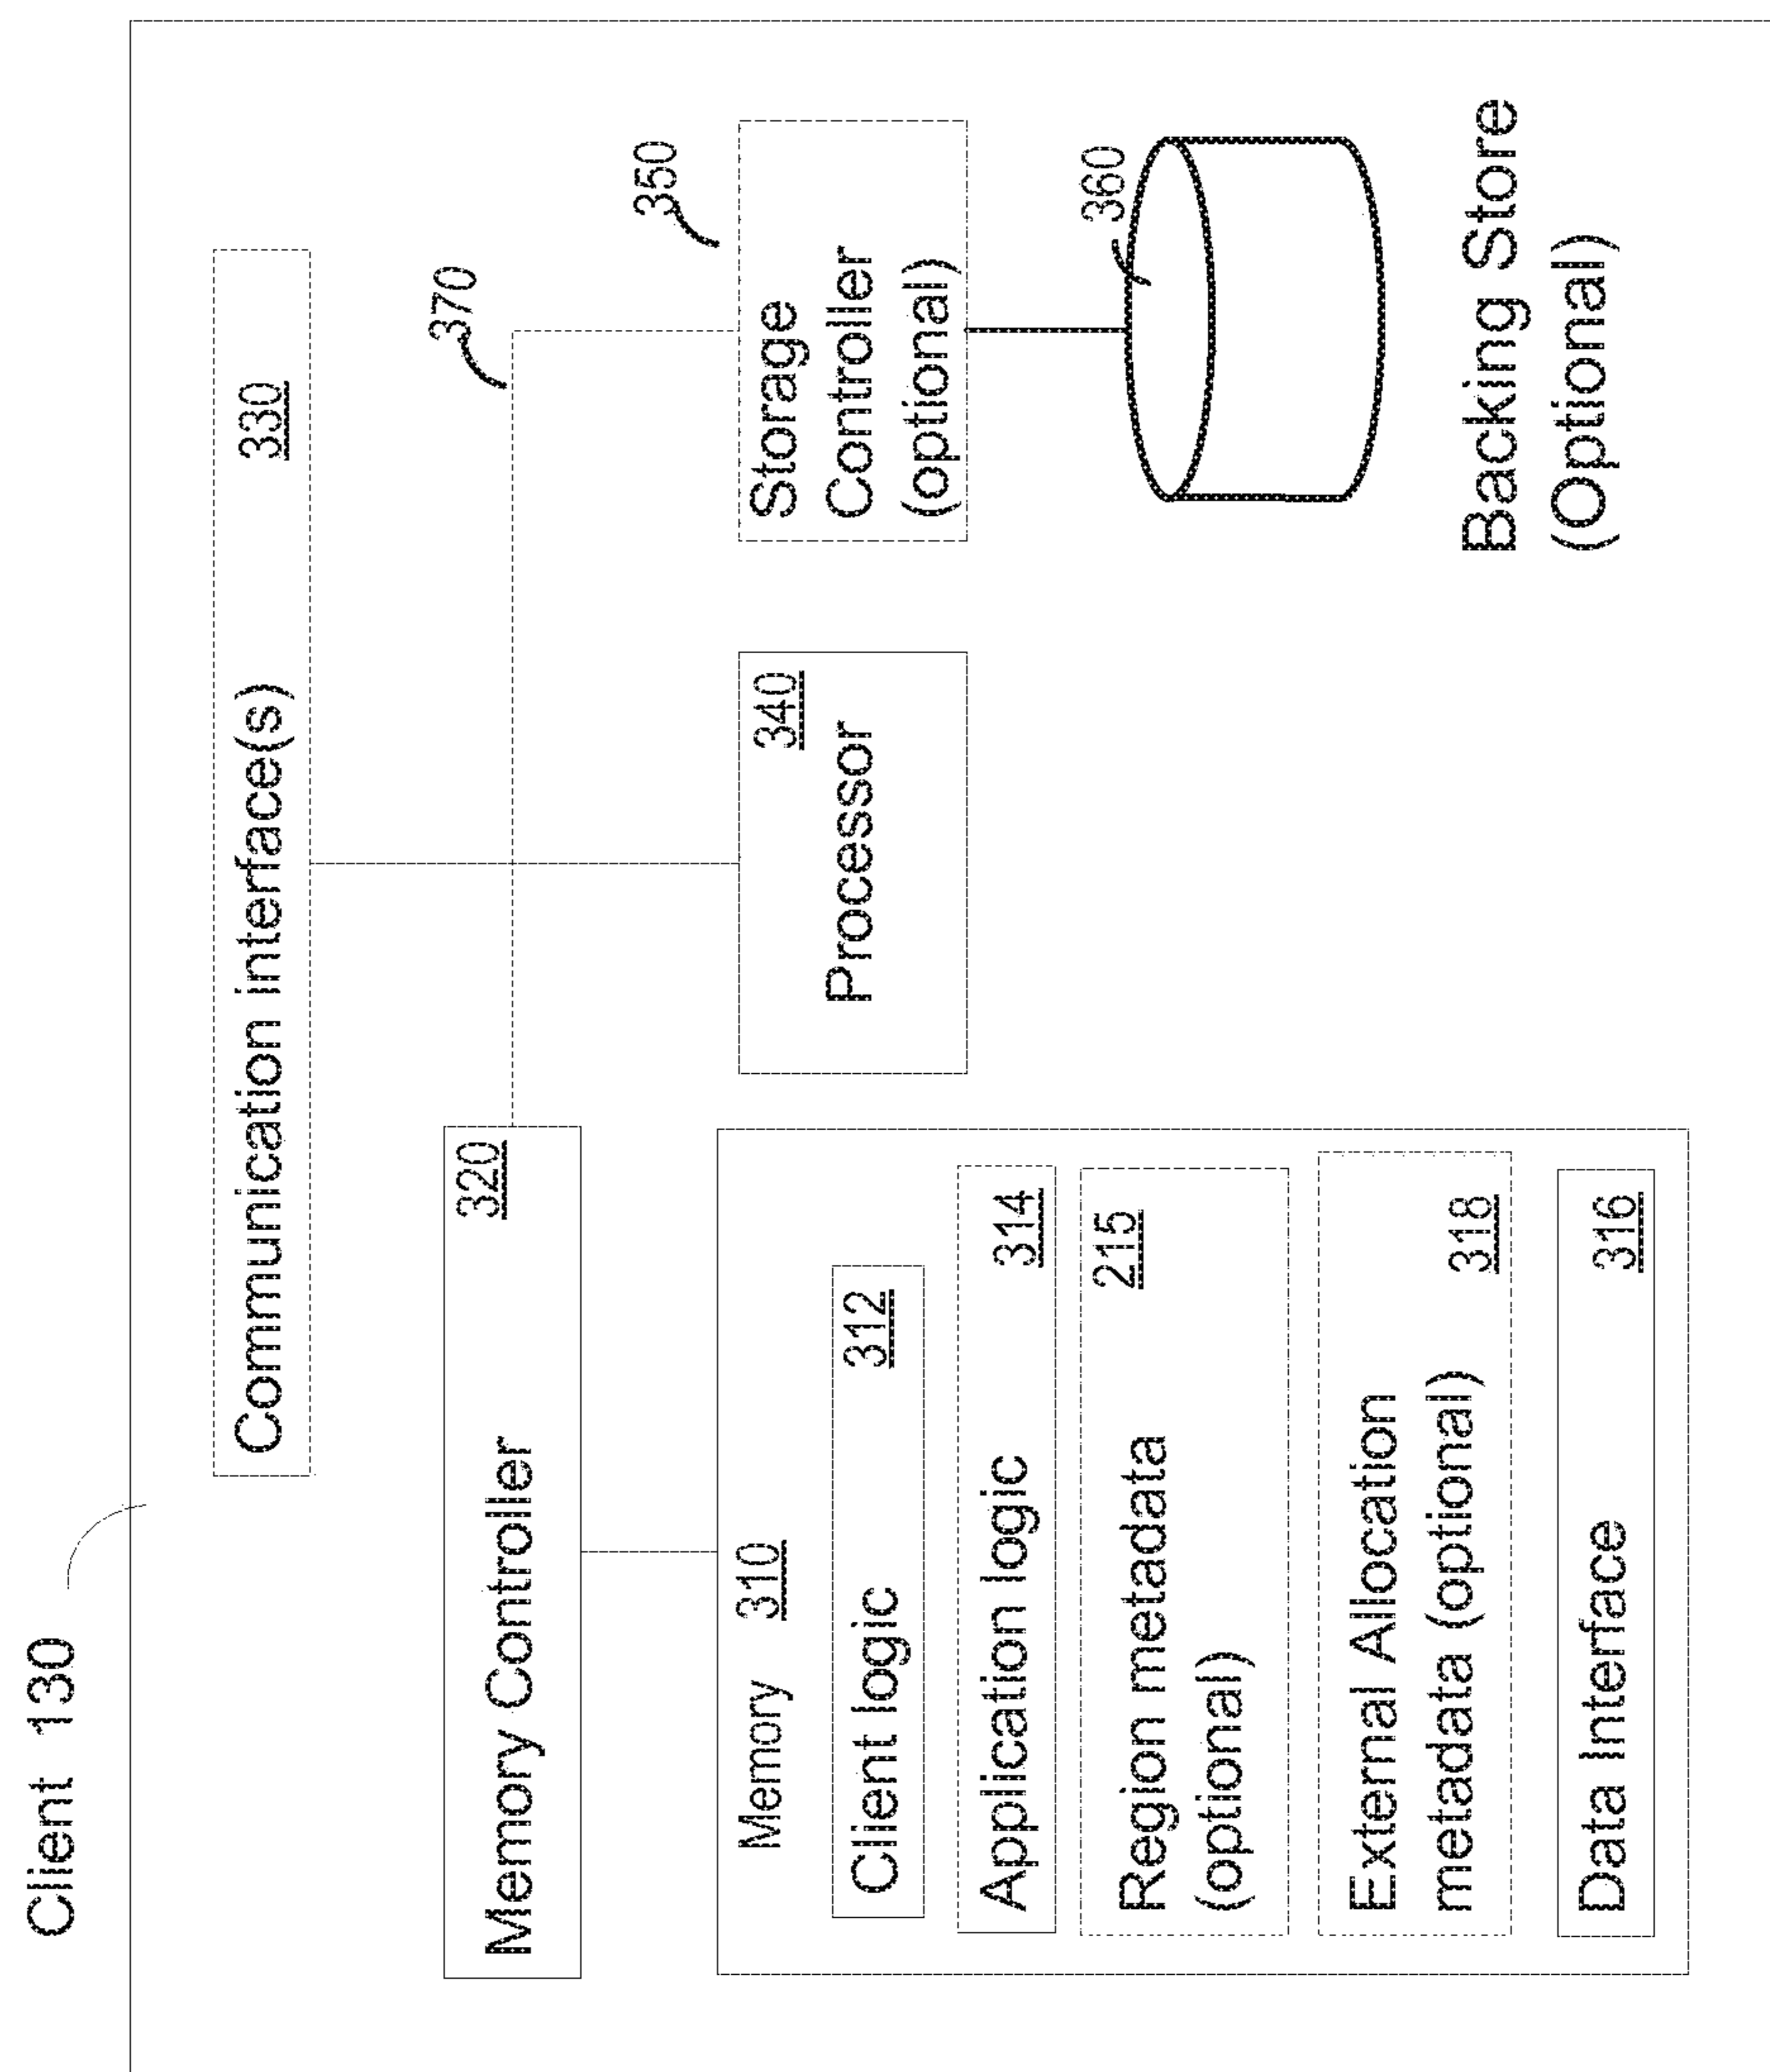 Client 130
Communication interface(s) 330
370
Memory Controller 320
350
Memory 310
Client logic 312
Application logic 314
Region metadata 215
(optional)
External Allocation
metadata (optional) 318
Data Interface 316
340
Processor
Storage
Controller
(optional)
360
Backing Store
(Optional)